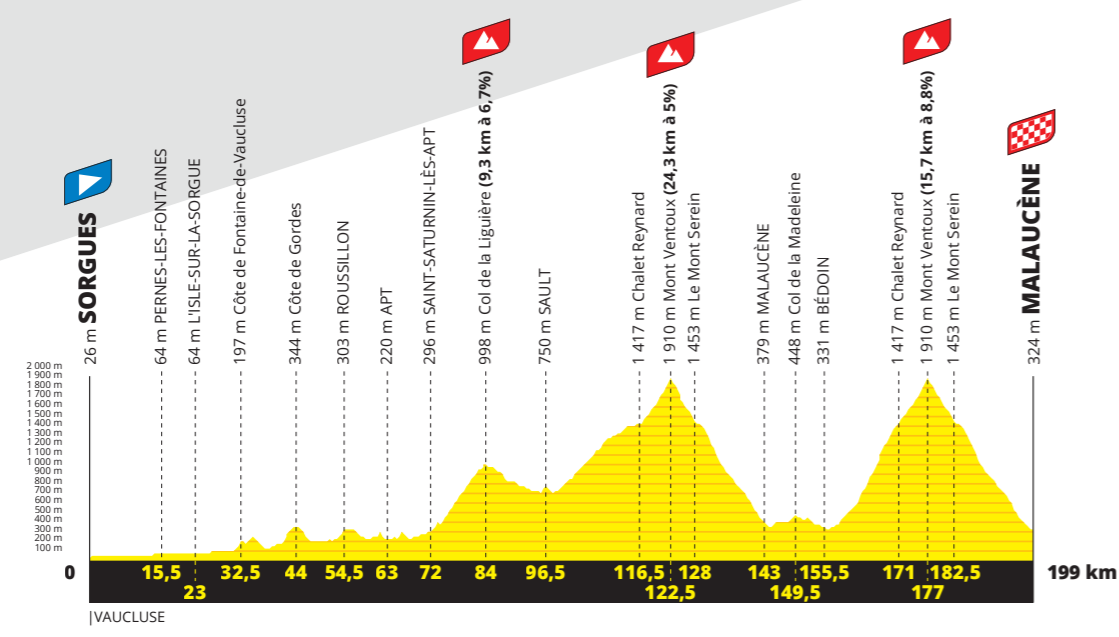 26 m SORGUES
64 m PERNES-LES-FONTAINES
64 m L'ISLE-SUR-LA-SORGUE
197 m Côte de Fontaine-de-Vaucluse
344 m Côte de Gordes
303 m ROUSSILLON
220 m APT
296 m SAINT-SATURNIN-LÈS-APT
998 m Col de la Liguière (9,3 km à 6,7%)
750 m SAULT
1 417 m Chalet Reynard
1 910 m Mont Ventoux (24,3 km à 5%)
1 453 m Le Mont Serein
379 m MALAUCÈNE
448 m Col de la Madeleine
331 m BÉDOIN
1 417 m Chalet Reynard
1 910 m Mont Ventoux (15,7 km à 8,8%)
1 453 m Le Mont Serein
324 m MALAUCÈNE
2 000 m
1 900 m
1 800 m
1 700 m
1 600 m
1 500 m
1 400 m
1 300 m
1 200 m
1 100 m
1 000 m
900 m
800 m
700 m
600 m
500 m
400 m
300 m
200 m
100 m
0 15,5 32,5 44 54,5 63 72 84 96,5 116,5 128 143 155,5 171 182,5 199 km
23 122,5 149,5 177
|VAUCLUSE